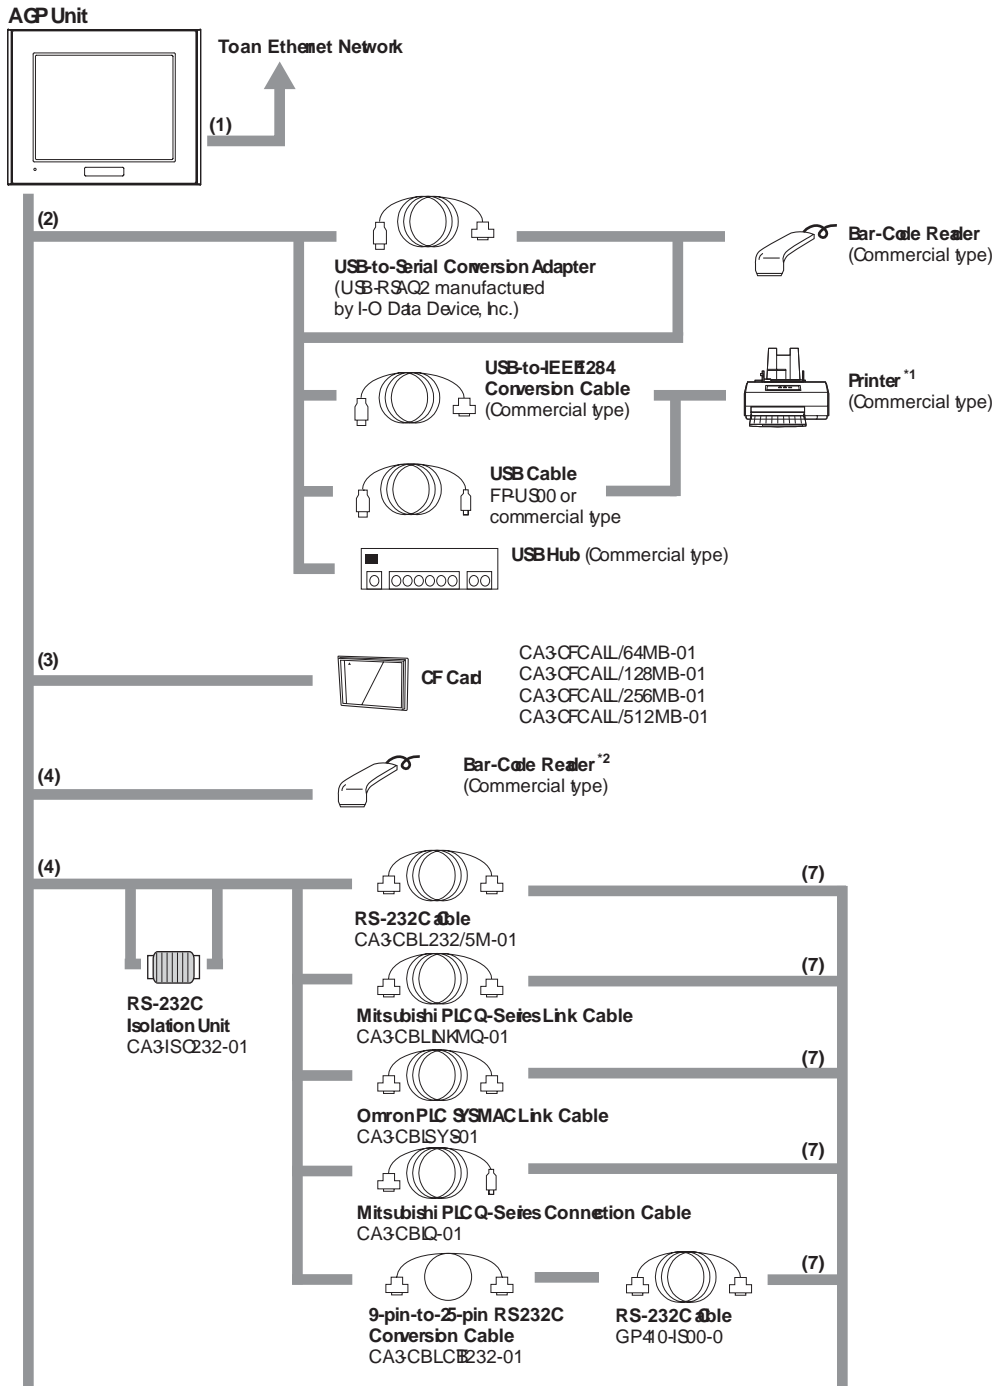 AGP Unit
To an Ethernet Network
(1)
(2)
USB-to-Serial Conversion Adapter
(USB-RSAQ2 manufactured
by I-O Data Device, Inc.)
Bar-Code Reader
(Commercial type)
USB-to-IEEE1284
Conversion Cable
(Commercial type)
Printer *1
(Commercial type)
USB Cable
FP-US00 or
commercial type
USB Hub (Commercial type)
(3)
CF Card
CA3-CFCALL/64MB-01
CA3-CFCALL/128MB-01
CA3-CFCALL/256MB-01
CA3-CFCALL/512MB-01
(4)
Bar-Code Reader *2
(Commercial type)
(4)
(7)
RS-232C Cable
CA3-CBL232/5M-01
RS-232C
Isolation Unit
CA3-ISO232-01
(7)
Mitsubishi PLC Q-Series Link Cable
CA3-CBLLNKMQ-01
(7)
Omron PLC SYSMAC Link Cable
CA3-CBLSYS-01
(7)
Mitsubishi PLC Q-Series Connection Cable
CA3-CBLQ-01
(7)
9-pin-to-25-pin RS232C
Conversion Cable
CA3-CBLCBT232-01
RS-232C Cable
GP410-IS00-0